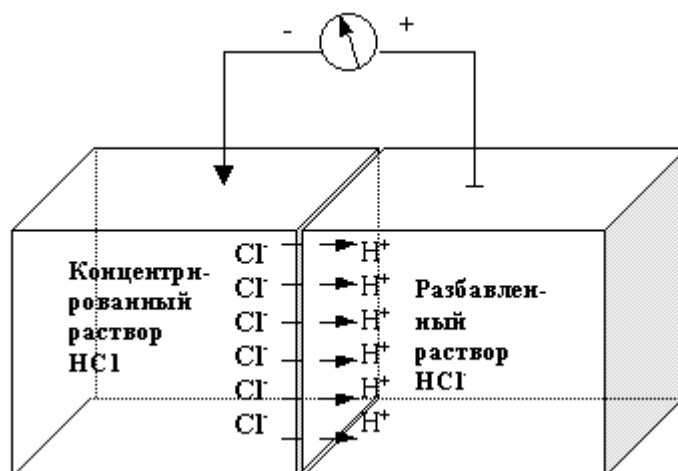 - +
Cl⁻ H⁺
Cl⁻ H⁺
Cl⁻ H⁺
Cl⁻ H⁺
Cl⁻ H⁺
Cl⁻ H⁺
Концентри-
рованный
раствор
HCl
Разбавлен-
ный
раствор
HCl